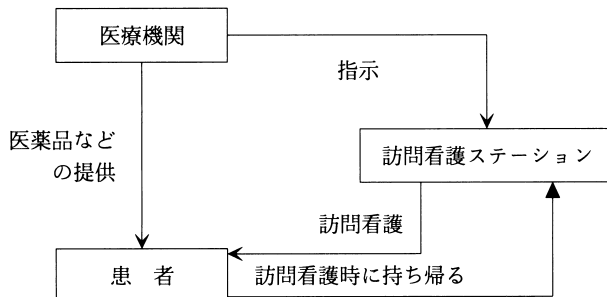 医療機関
指示
医薬品など
の提供
訪問看護ステーション
訪問看護
患　者
訪問看護時に持ち帰る